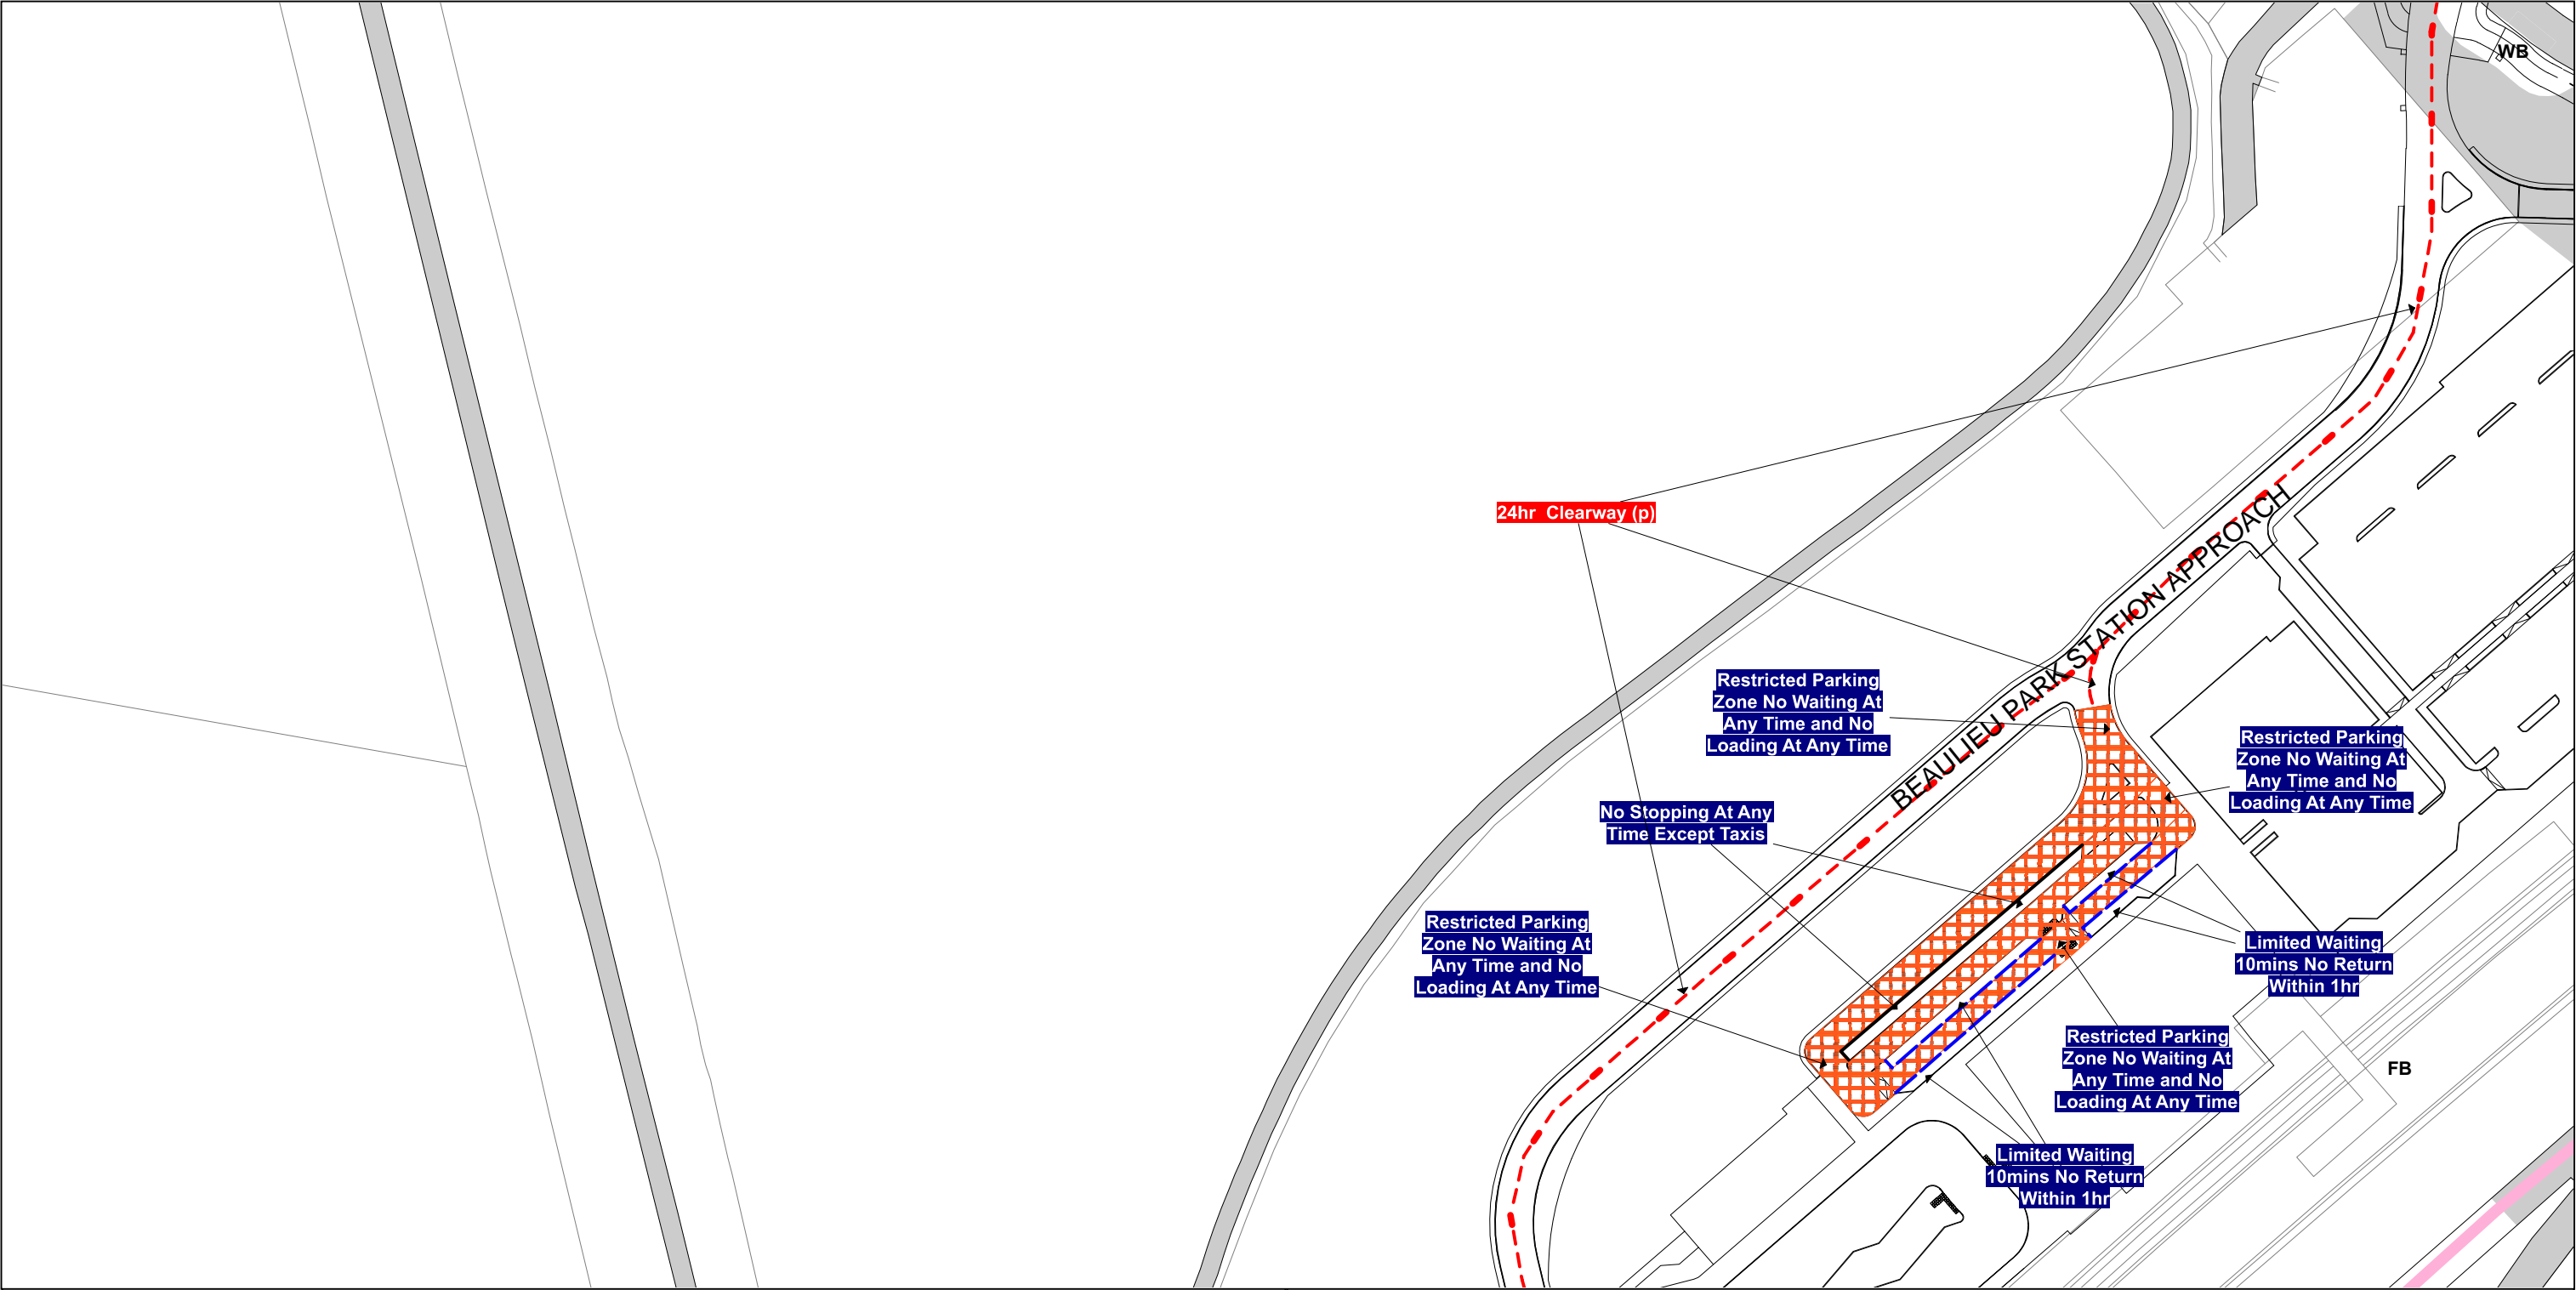 WB
24hr  Clearway (p)
BEAULIEU PARK STATION APPROACH
Restricted Parking
Zone No Waiting At
Any Time and No
Loading At Any Time
Restricted Parking
Zone No Waiting At
Any Time and No
Loading At Any Time
No Stopping At Any
Time Except Taxis
Restricted Parking
Zone No Waiting At
Any Time and No
Loading At Any Time
Limited Waiting
10mins No Return
Within 1hr
Restricted Parking
Zone No Waiting At
Any Time and No
Loading At Any Time
FB
Limited Waiting
10mins No Return
Within 1hr